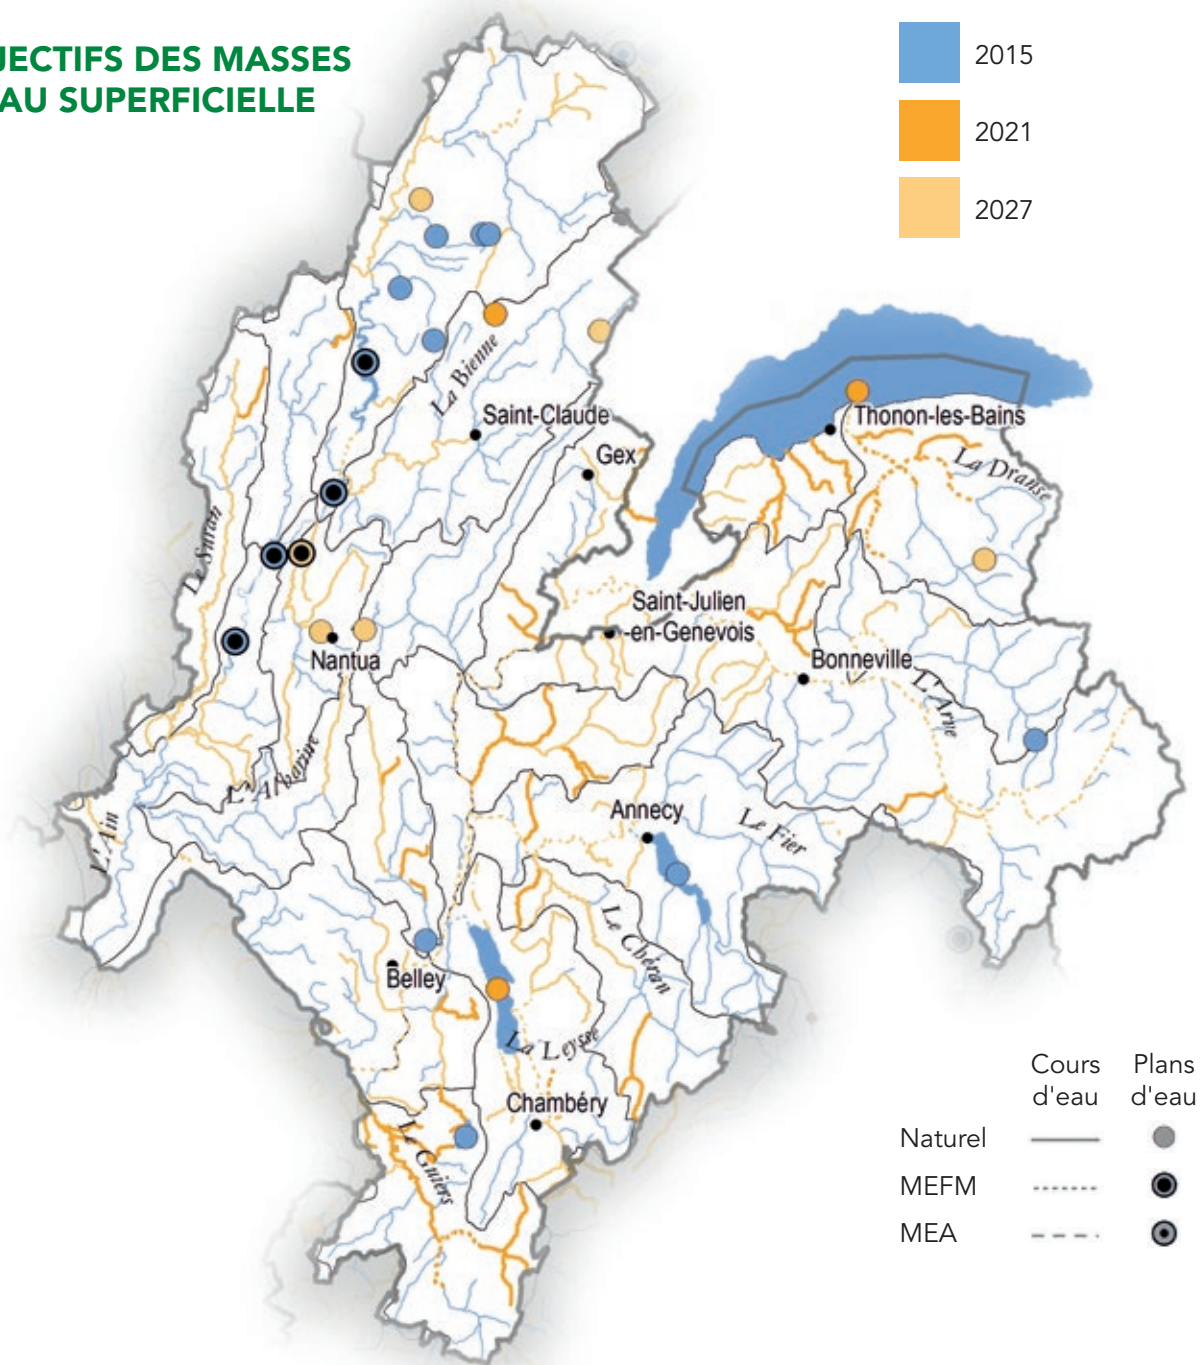 JECTIFS DES MASSES
AU SUPERFICIELLE
2015
2021
2027
La Bienne
Saint-Claude
Gex
Thonon-les-Bains
La Dranse
Le Suran
Saint-Julien
-en-Genevois
Nantua
Bonneville
L'Arve
L'Albarine
L'Ain
Annecy
Le Fier
Le Chéran
Belley
La Leysse
Chambéry
Le Guiers
Cours
d'eau
Plans
d'eau
Naturel
MEFM
MEA